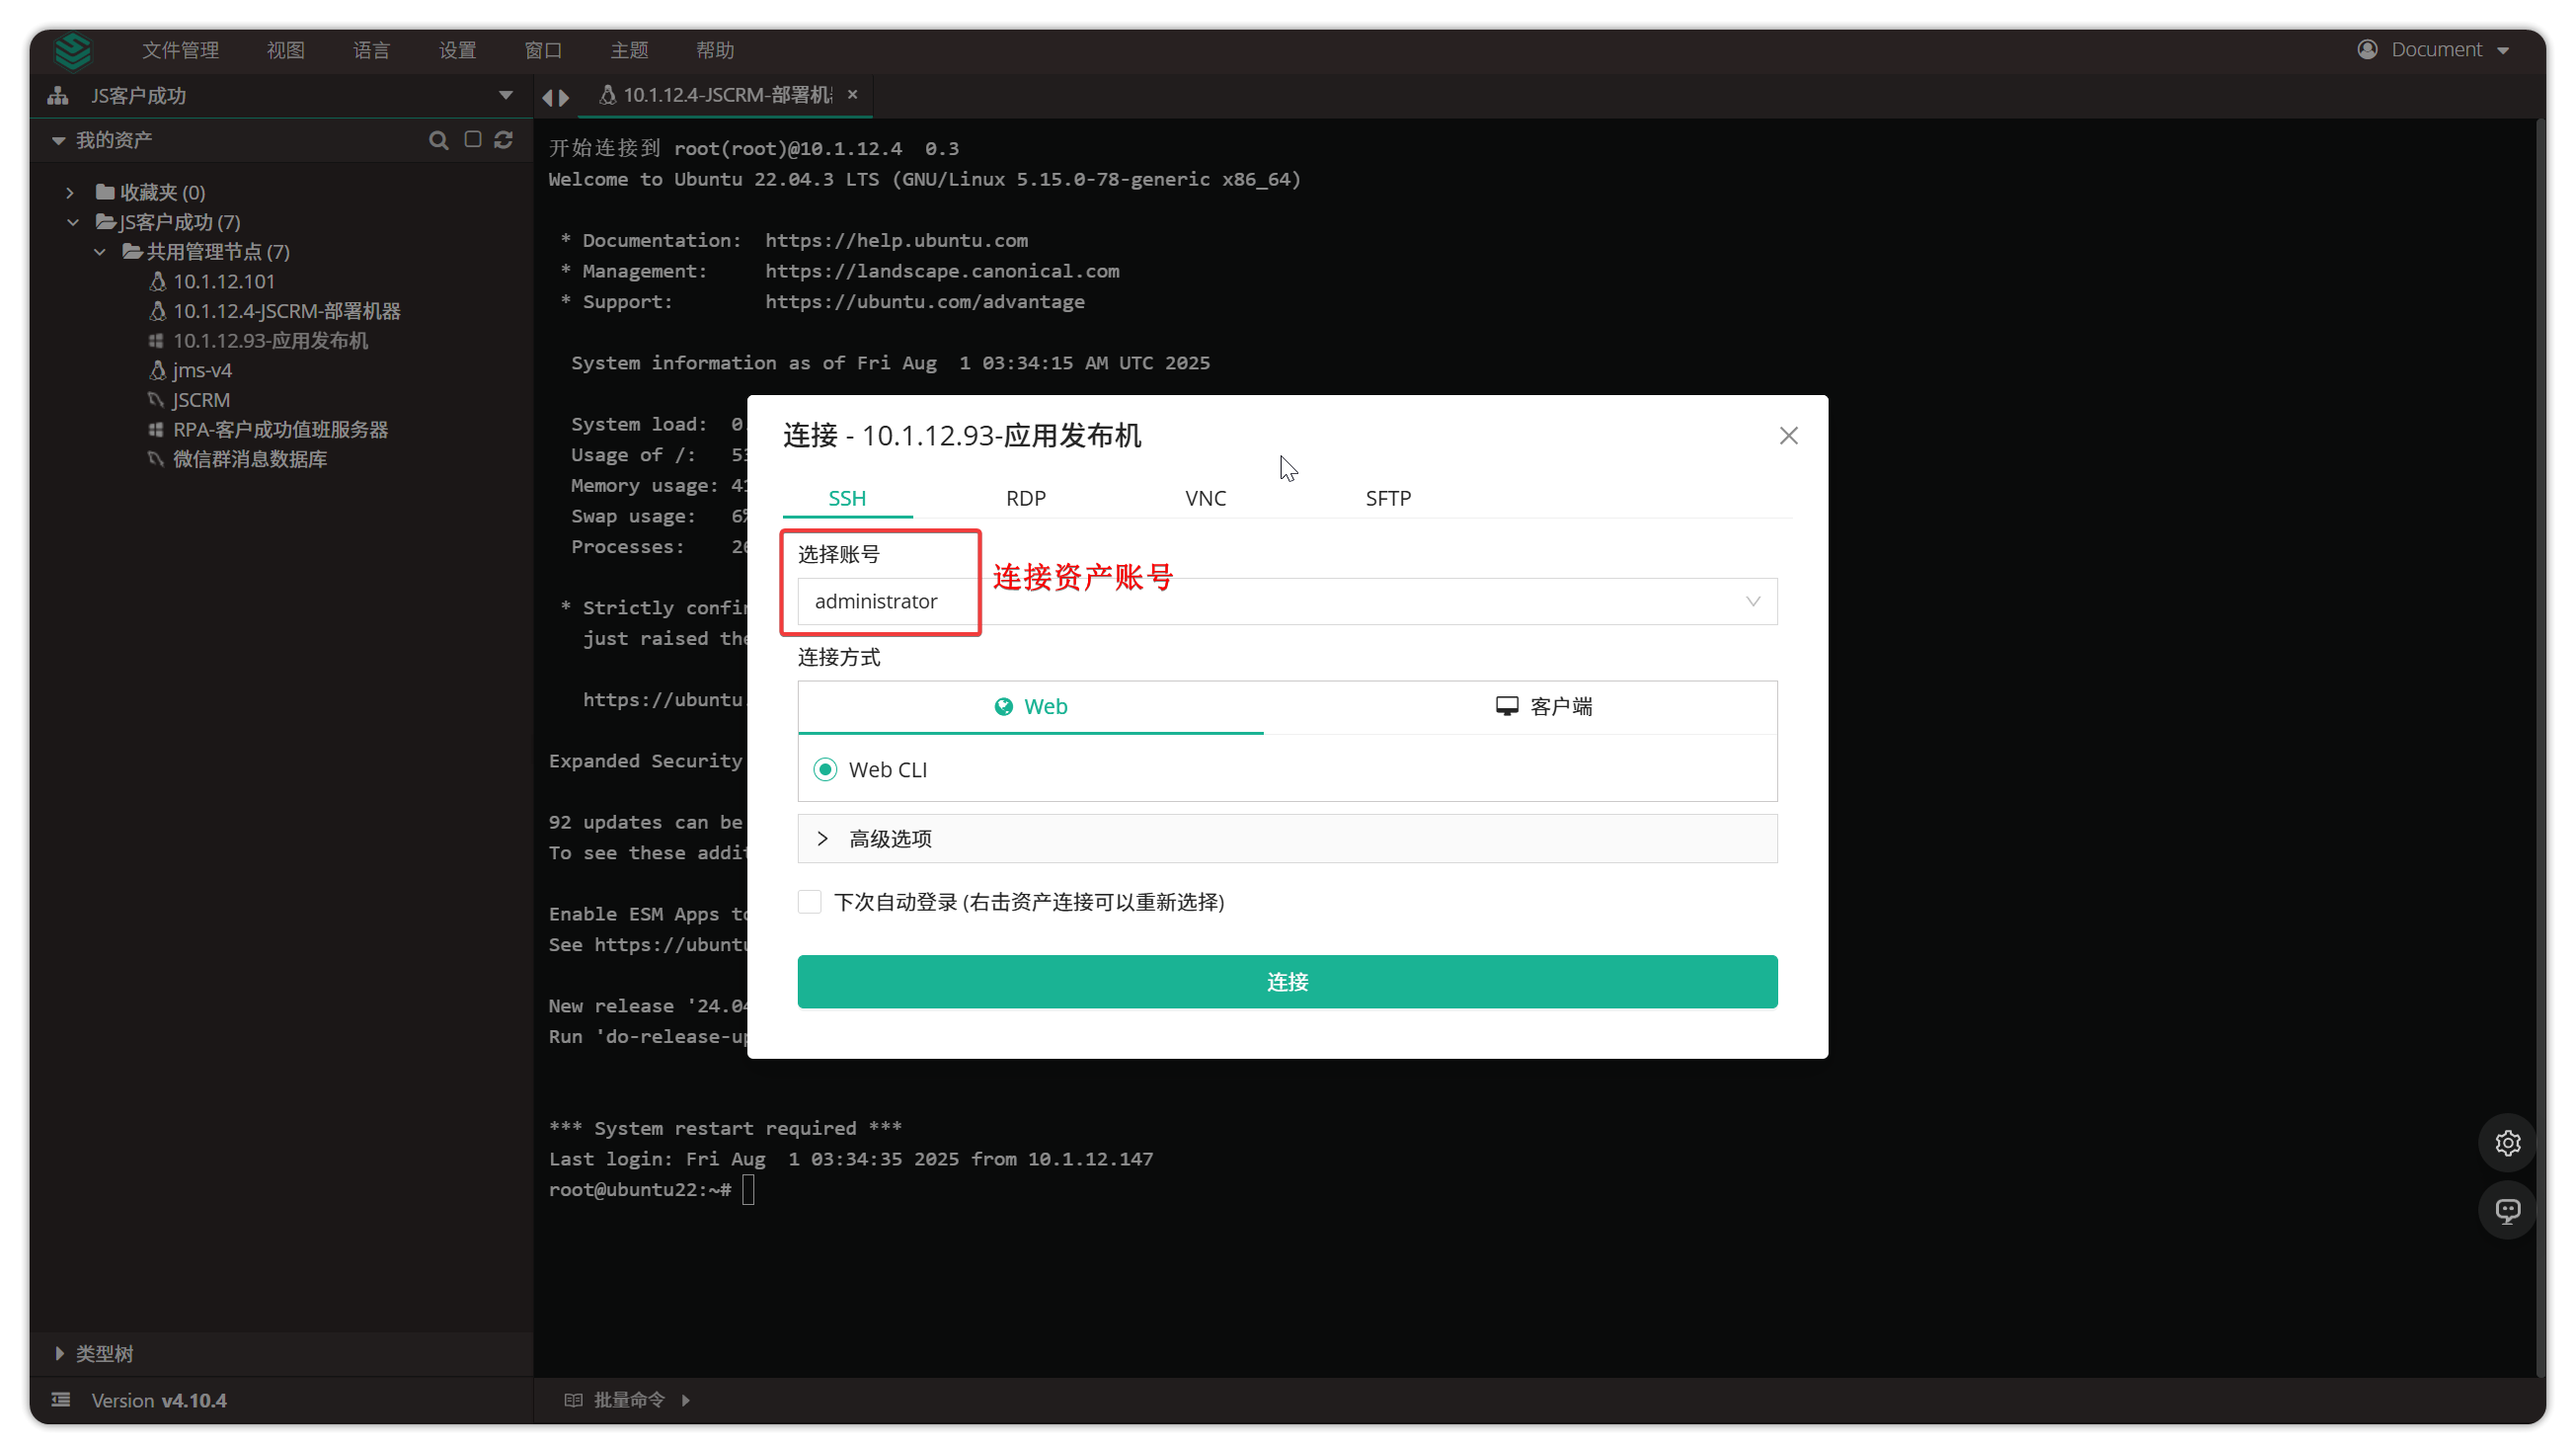 文件管理 视图 语言 设置 窗口 主题 帮助 Document
JS客户成功
10.1.12.4-JSCRM-部署机
我的资产
收藏夹 (0)
JS客户成功 (7)
共用管理节点 (7)
10.1.12.101
10.1.12.4-JSCRM-部署机器
10.1.12.93-应用发布机
jms-v4
JSCRM
RPA-客户成功值班服务器
微信群消息数据库
类型树
Version v4.10.4
开始连接到 root(root)@10.1.12.4 0.3
Welcome to Ubuntu 22.04.3 LTS (GNU/Linux 5.15.0-78-generic x86_64)
* Documentation: https://help.ubuntu.com
* Management: https://landscape.canonical.com
* Support: https://ubuntu.com/advantage
System information as of Fri Aug 1 03:34:15 AM UTC 2025
System load: 0.
Usage of /: 53
Memory usage: 41
Swap usage: 6%
Processes: 26
* Strictly confin
just raised the
https://ubuntu.
Expanded Security
92 updates can be
To see these addit
Enable ESM Apps to
See https://ubuntu
New release '24.04
Run 'do-release-up
*** System restart required ***
Last login: Fri Aug 1 03:34:35 2025 from 10.1.12.147
root@ubuntu22:~#
批量命令
连接 - 10.1.12.93-应用发布机
SSH RDP VNC SFTP
选择账号
连接资产账号
administrator
连接方式
Web 客户端
Web CLI
高级选项
下次自动登录 (右击资产连接可以重新选择)
连接